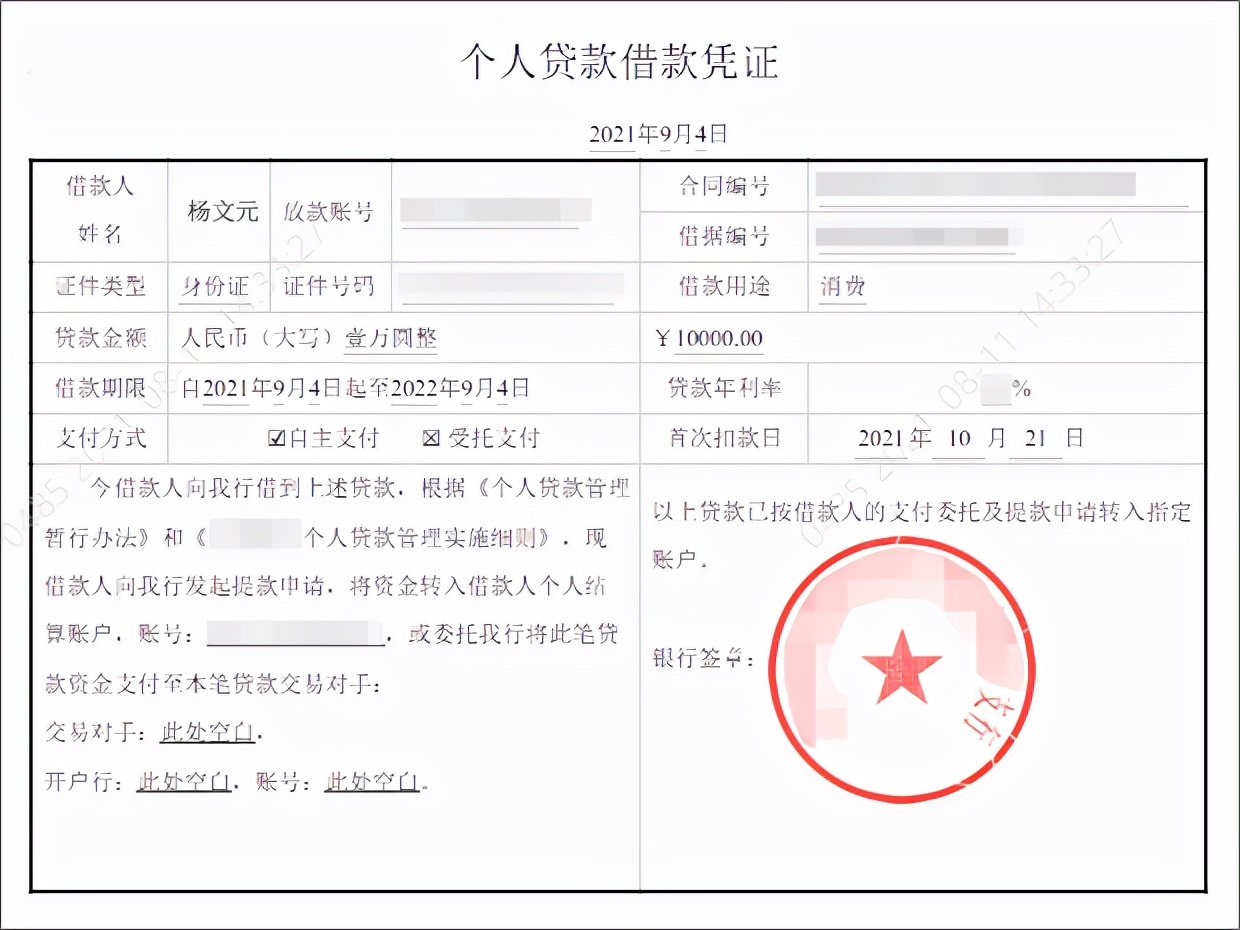 个人贷款借款凭证
2021年9月4日
借款人
姓名
杨文元
放款账号
合同编号
借据编号
证件类型
身份证
证件号码
借款用途
消费
贷款金额
人民币（大写）壹万圆整
￥10000.00
借款期限
自2021年9月4日起至2022年9月4日
贷款年利率
%
支付方式
☑自主支付 ☒受托支付
首次扣款日
2021 年 10 月 21 日
今借款人向我行借到上述贷款，根据《个人贷款管理
暂行办法》和《 个人贷款管理实施细则》，现
借款人向我行发起提款申请，将资金转入借款人个人结
算账户，账号： ，或委托我行将此笔贷
款资金支付至本笔贷款交易对手：
交易对手：此处空白，
开户行：此处空白，账号：此处空白。
以上贷款已按借款人的支付委托及提款申请转入指定
账户。
银行签章：
支行
0485 2021 08-11 14:33:27